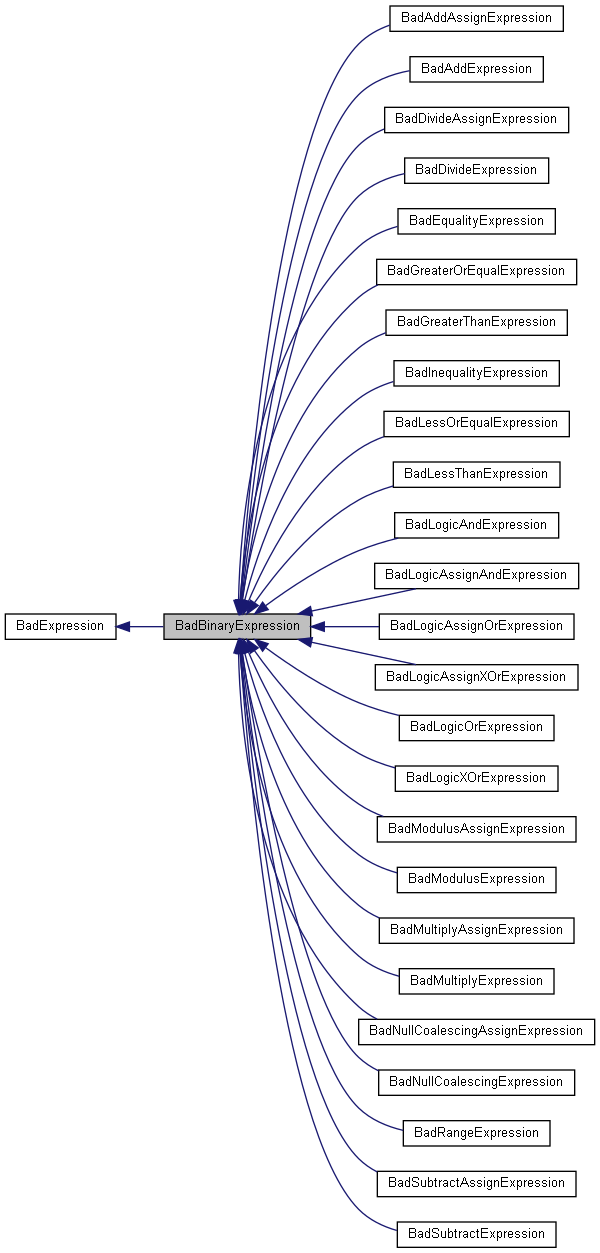 BadAddAssignExpression
BadAddExpression
BadDivideAssignExpression
BadDivideExpression
BadEqualityExpression
BadGreaterOrEqualExpression
BadGreaterThanExpression
BadInequalityExpression
BadLessOrEqualExpression
BadLessThanExpression
BadLogicAndExpression
BadLogicAssignAndExpression
BadExpression
BadBinaryExpression
BadLogicAssignOrExpression
BadLogicAssignXOrExpression
BadLogicOrExpression
BadLogicXOrExpression
BadModulusAssignExpression
BadModulusExpression
BadMultiplyAssignExpression
BadMultiplyExpression
BadNullCoalescingAssignExpression
BadNullCoalescingExpression
BadRangeExpression
BadSubtractAssignExpression
BadSubtractExpression